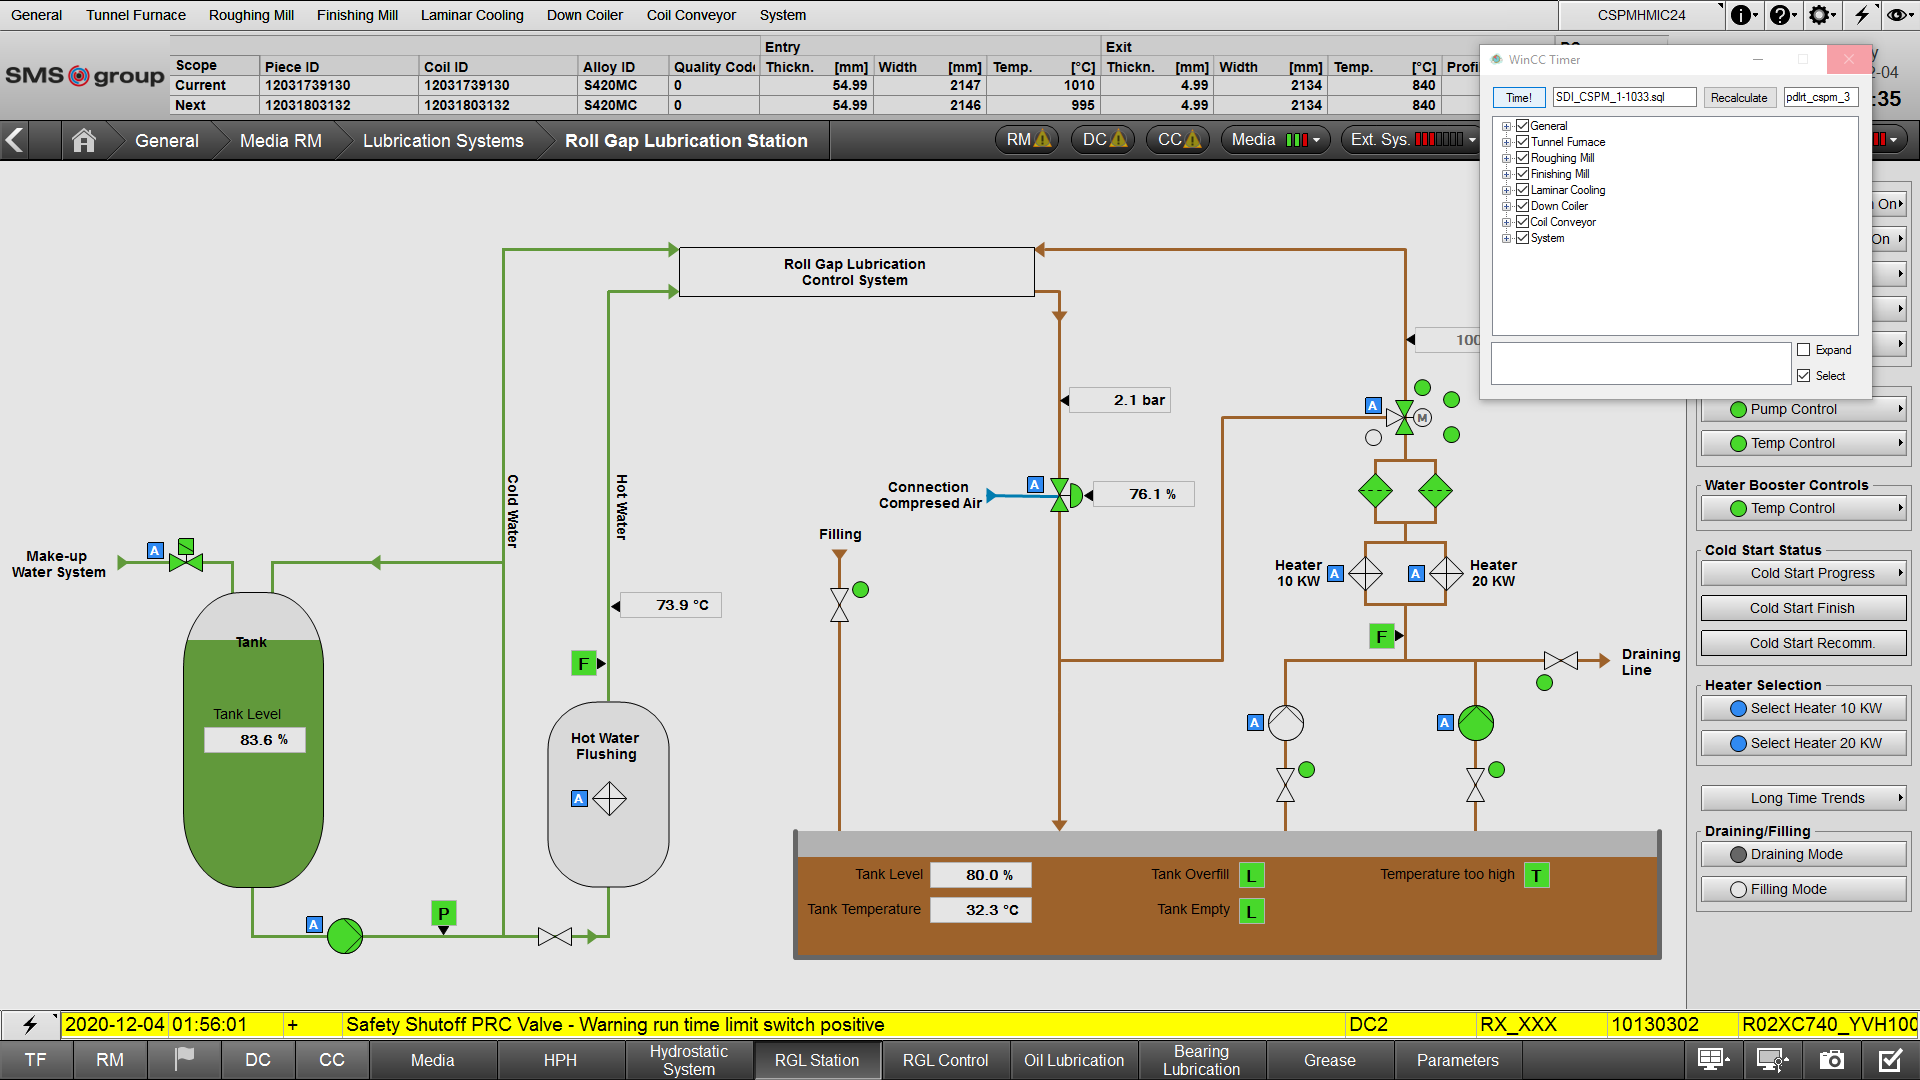 General Tunnel Furnace Roughing Mill Finishing Mill Laminar Cooling Down Coiler Coil Conveyor System CSPMHMIC24
SMS group
Entry Exit
Scope Piece ID Coil ID Alloy ID Quality Code Thickn. [mm] Width [mm] Temp. [°C] Thickn. [mm] Width [mm] Temp. [°C] Profi
Current 12031739130 12031739130 S420MC 0 54.99 2147 1010 4.99 2134 840
Next 12031803132 12031803132 S420MC 0 54.99 2146 995 4.99 2134 840
-04
:35
General Media RM Lubrication Systems Roll Gap Lubrication Station RM DC CC Media Ext. Sys.
WinCC Timer
Time! SDI_CSPM_1-1033.sql Recalculate pdlrt_cspm_3
General
Tunnel Furnace
Roughing Mill
Finishing Mill
Laminar Cooling
Down Coiler
Coil Conveyor
System
Expand
Select
On
On
Roll Gap Lubrication
Control System
100
2.1 bar
A
M
Cold Water
Hot Water
Connection
Compresed Air
A
76.1 %
Filling
Make-up
Water System
A
Heater
10 KW
A
A
Heater
20 KW
73.9 °C
F
F
Draining
Line
Tank
Tank Level
83.6 %
Hot Water
Flushing
A
A
A
A
P
Tank Level 80.0 % Tank Overfill L Temperature too high T
Tank Temperature 32.3 °C Tank Empty L
Pump Control
Temp Control
Water Booster Controls
Temp Control
Cold Start Status
Cold Start Progress
Cold Start Finish
Cold Start Recomm.
Heater Selection
Select Heater 10 KW
Select Heater 20 KW
Long Time Trends
Draining/Filling
Draining Mode
Filling Mode
2020-12-04 01:56:01 + Safety Shutoff PRC Valve - Warning run time limit switch positive DC2 RX_XXX 10130302 R02XC740_YVH100
TF RM DC CC Media HPH Hydrostatic System RGL Station RGL Control Oil Lubrication Bearing Lubrication Grease Parameters